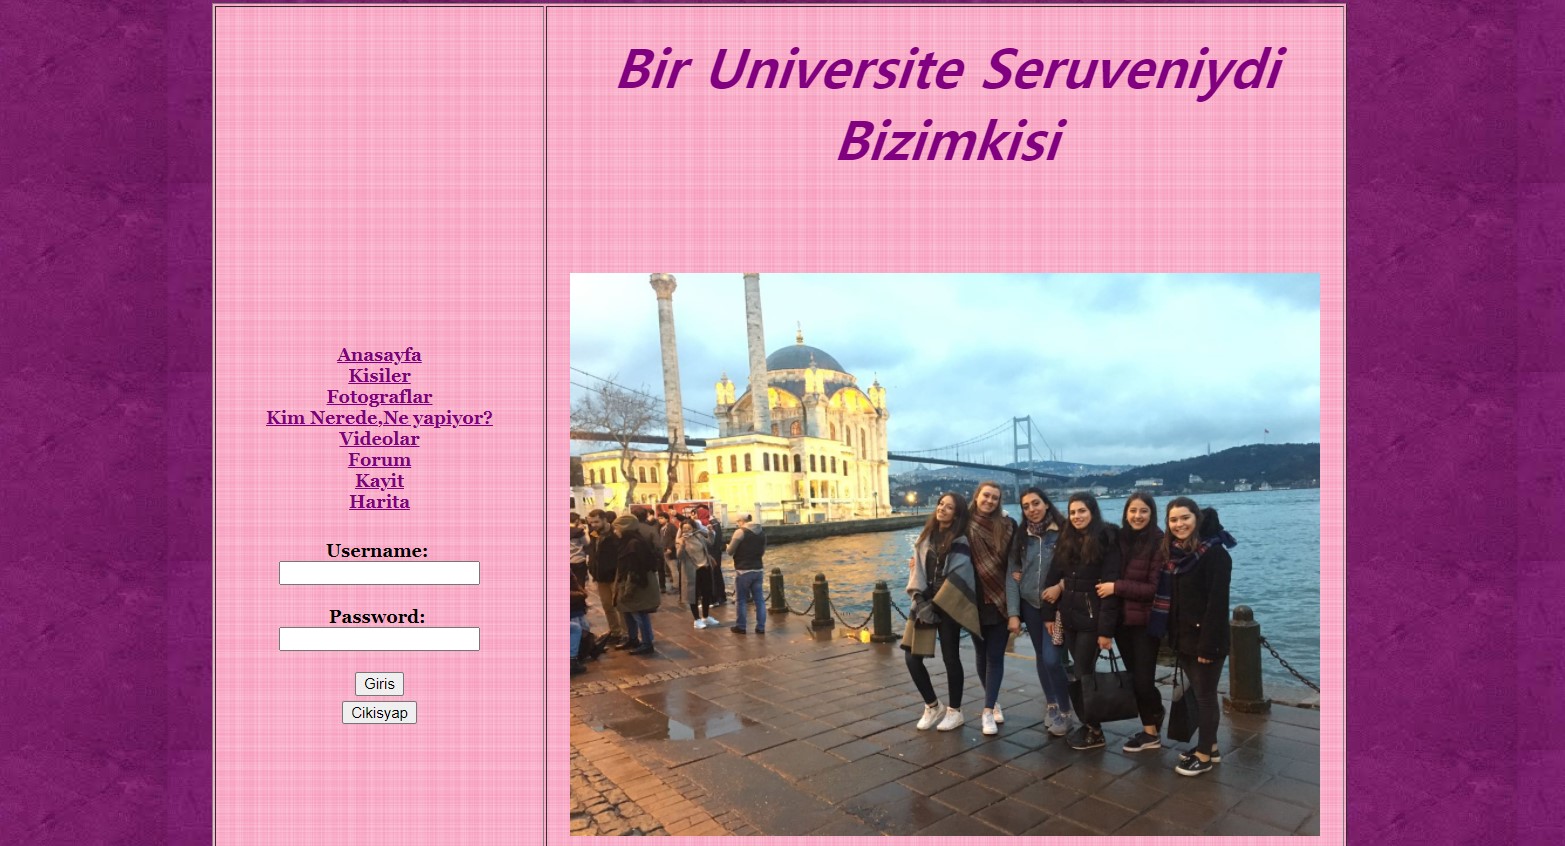 Bir Universite Seruveniydi
Bizimkisi
Anasayfa
Kisiler
Fotograflar
Kim Nerede,Ne yapiyor?
Videolar
Forum
Kayit
Harita
Username:
Password:
Giris
Cikisyap